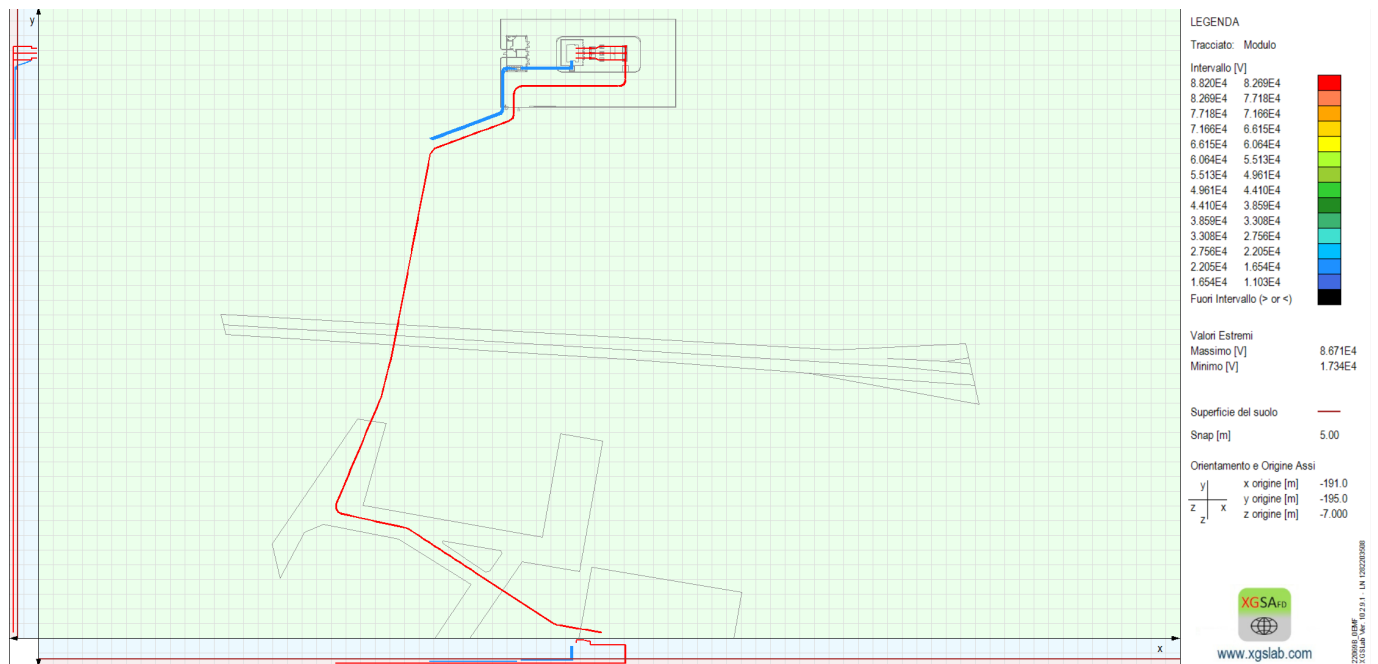 y
x
LEGENDA
Tracciato: Modulo
Intervallo [V]
8.820E4 8.269E4
8.269E4 7.718E4
7.718E4 7.166E4
7.166E4 6.615E4
6.615E4 6.064E4
6.064E4 5.513E4
5.513E4 4.961E4
4.961E4 4.410E4
4.410E4 3.859E4
3.859E4 3.308E4
3.308E4 2.756E4
2.756E4 2.205E4
2.205E4 1.654E4
1.654E4 1.103E4
Fuori Intervallo (> or <)
Valori Estremi
Massimo [V] 8.671E4
Minimo [V] 1.734E4
Superficie del suolo
Snap [m] 5.00
Orientamento e Origine Assi
y x origine [m] -191.0
z x y origine [m] -195.0
z z origine [m] -7.000
XGSA FD
www.xgslab.com